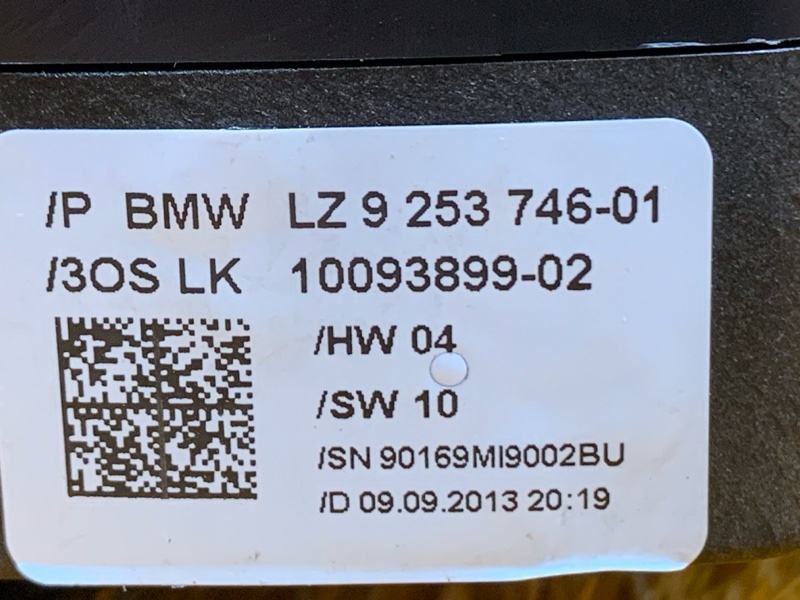 /P BMW LZ 9 253 746-01
/3OS LK 10093899-02
/HW 04
/SW 10
/SN 90169MI9002BU
/D 09.09.2013 20:19